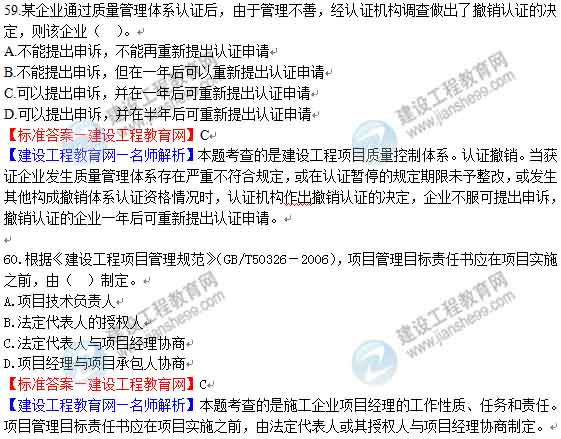 59.某企业通过质量管理体系认证后，由于管理不善，经认证机构调查做出了撤销认证的决
定，则该企业（　）。
A.不能提出申诉，不能再重新提出认证申请
B.不能提出申诉，但在一年后可以重新提出认证申请
C.可以提出申诉，并在一年后可重新提出认证申请
D.可以提出申诉，并在半年后可重新提出认证申请
【标准答案—建设工程教育网】C
【建设工程教育网—名师解析】本题考查的是建设工程项目质量控制体系。认证撤销。当获
证企业发生质量管理体系存在严重不符合规定，或在认证暂停的规定期限未予整改，或发生
其他构成撤销体系认证资格情况时，认证机构作出撤销认证的决定，企业不服可提出申诉，
撤销认证的企业一年后可重新提出认证申请。
60.根据《建设工程项目管理规范》（GB/T50326－2006），项目管理目标责任书应在项目实施
之前，由（　）制定。
A.项目技术负责人
B.法定代表人的授权人
C.法定代表人与项目经理协商
D.项目经理与项目承包人协商
【标准答案—建设工程教育网】C
【建设工程教育网—名师解析】本题考查的是施工企业项目经理的工作性质、任务和责任。
项目管理目标责任书应在项目实施之前，由法定代表人或其授权人与项目经理协商制定。
建设工程教育网
www.jianshe99.com
建设工程教育网
www.jianshe99.com